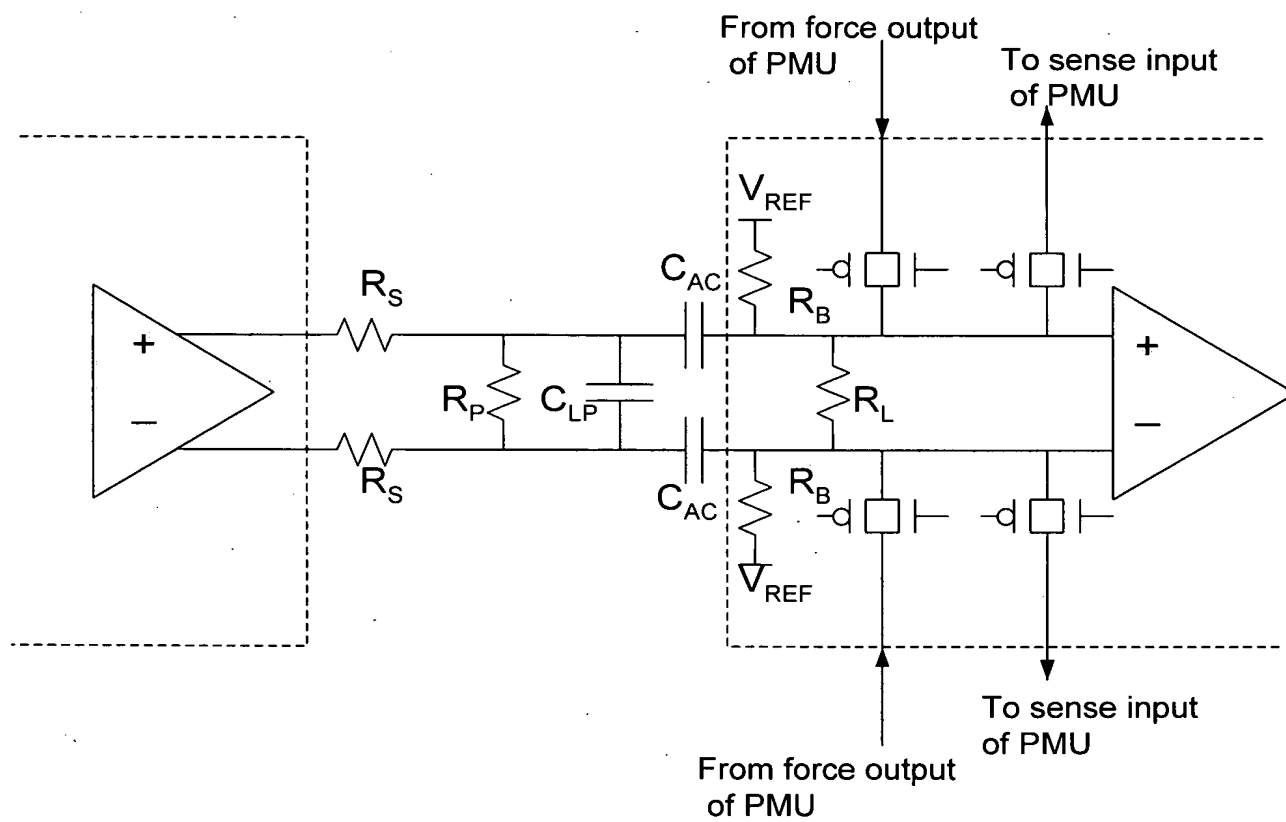 From force output
of PMU
To sense input
of PMU
V_REF
C_AC
R_S
R_B
+
+
R_P
C_LP
R_L
−
−
R_S
C_AC
R_B
V_REF
To sense input
of PMU
From force output
of PMU